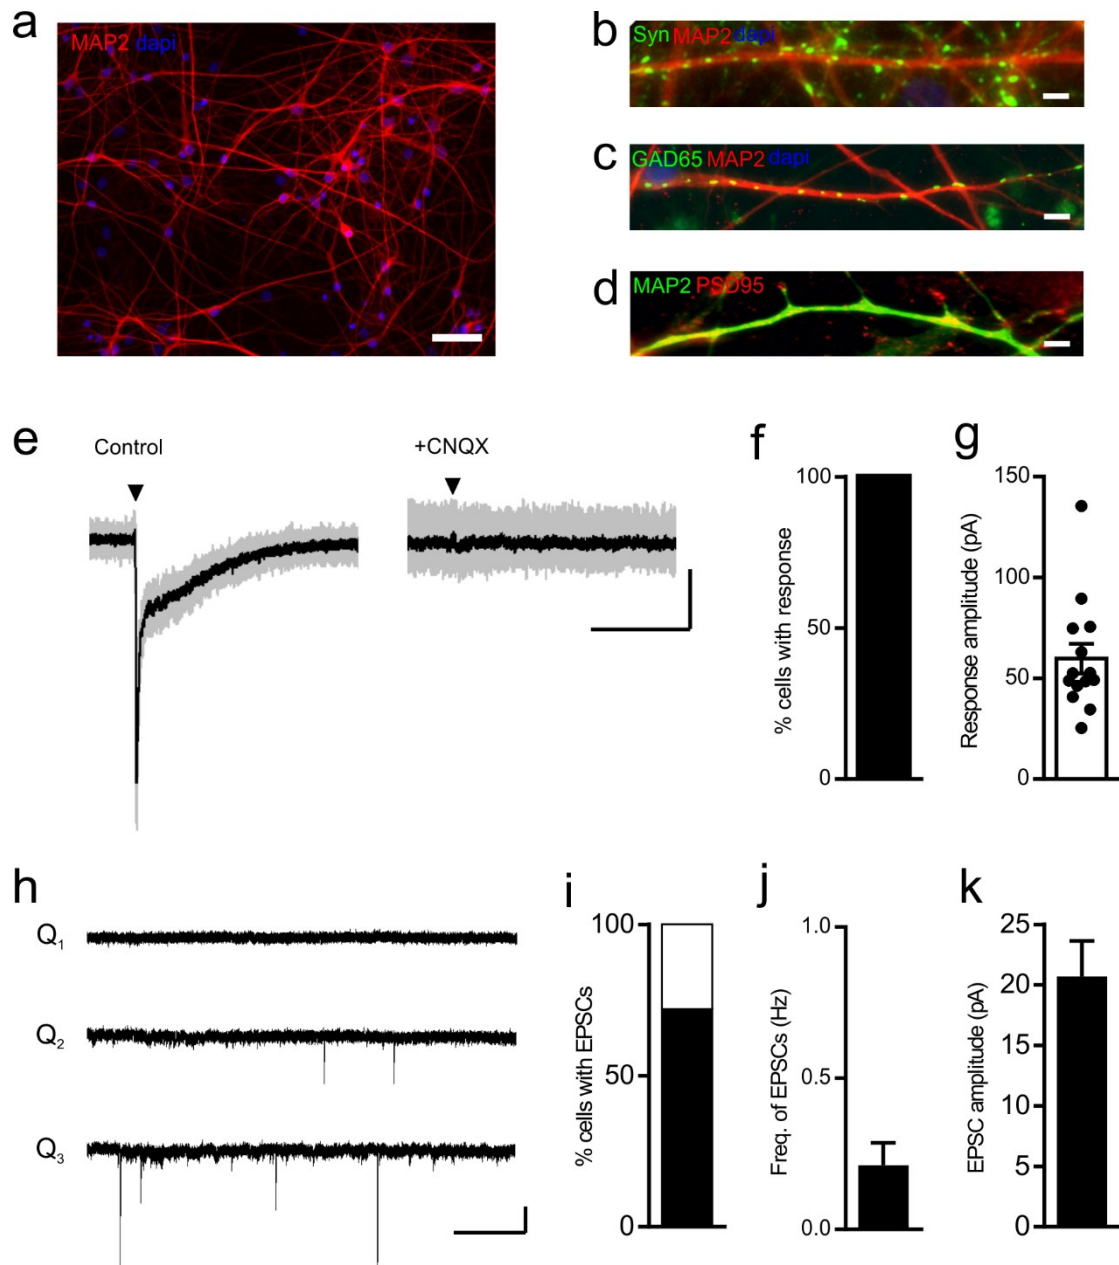 a
MAP2 dapi
b
Syn MAP2 dapi
c
GAD65 MAP2 dapi
d
MAP2 PSD95
e
Control
+CNQX
f
% cells with response
100
50
0
g
Response amplitude (pA)
150
100
50
0
h
Q1
Q2
Q3
i
% cells with EPSCs
100
50
0
j
Freq. of EPSCs (Hz)
1.0
0.5
0.0
k
EPSC amplitude (pA)
25
20
15
10
5
0